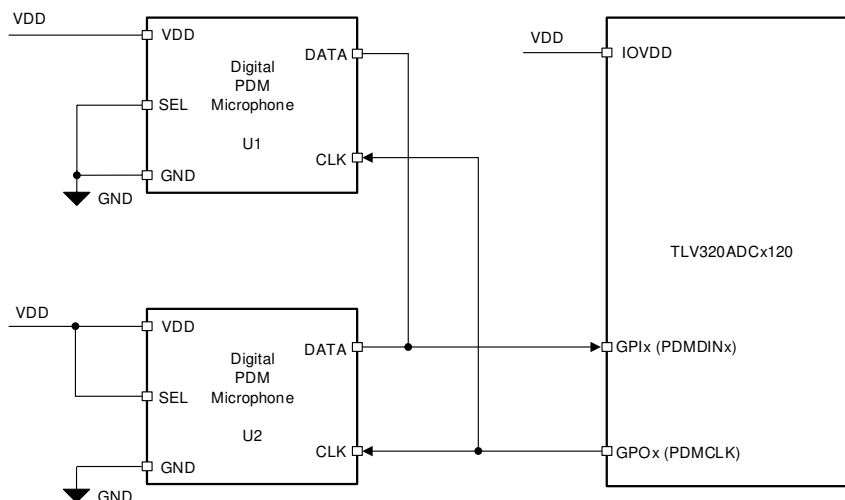 VDD
VDD
SEL
GND
GND
Digital
PDM
Microphone
U1
DATA
CLK
VDD
IOVDD
TLV320ADCx120
GPIx (PDMDINx)
GPOx (PDMCLK)
VDD
VDD
SEL
GND
GND
Digital
PDM
Microphone
U2
DATA
CLK